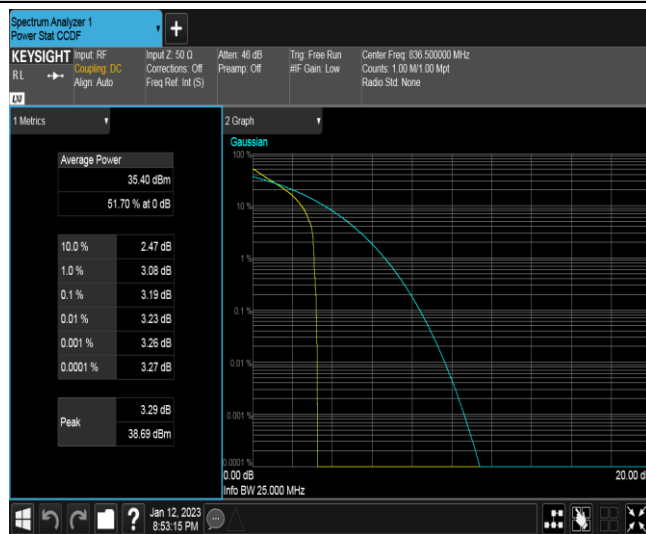 Spectrum Analyzer 1
Power Stat CCDF
+
KEYSIGHT
RL
LXI
Input: RF
Coupling: DC
Align: Auto
Input Z: 50 Ω
Corrections: Off
Freq Ref: Int (S)
Atten: 46 dB
Preamp: Off
Trig: Free Run
#IF Gain: Low
Center Freq: 836.500000 MHz
Counts: 1.00 M/1.00 Mpt
Radio Std: None
1 Metrics
Average Power
35.40 dBm
51.70 % at 0 dB
10.0 % 2.47 dB
1.0 % 3.08 dB
0.1 % 3.19 dB
0.01 % 3.23 dB
0.001 % 3.26 dB
0.0001 % 3.27 dB
Peak
3.29 dB
38.69 dBm
2 Graph
Gaussian
100 %
10 %
1 %
0.1 %
0.01 %
0.001 %
0.0001 %
0.00 dB
20.00 d
Info BW 25.000 MHz
?
Jan 12, 2023
8:53:15 PM